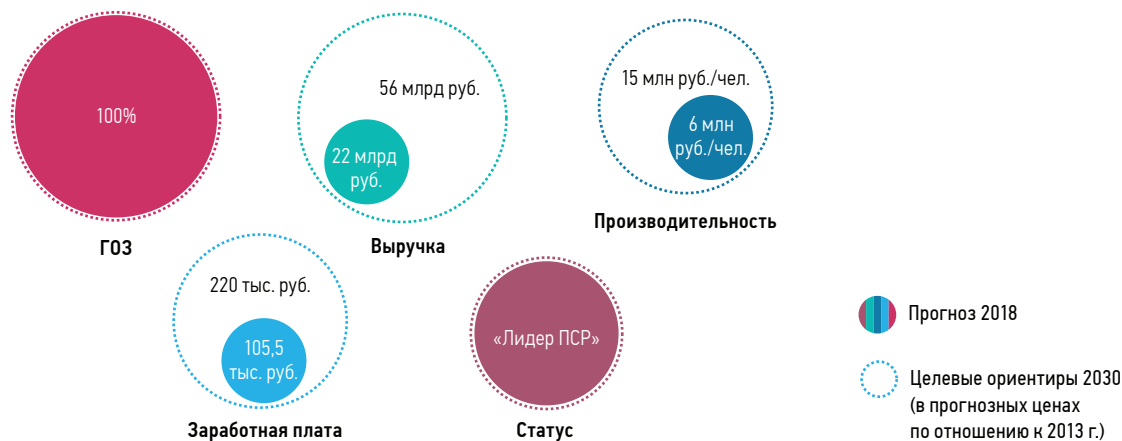 100%
ГОЗ
56 млрд руб.
22 млрд
руб.
Выручка
15 млн руб./чел.
6 млн
руб./чел.
Производительность
220 тыс. руб.
105,5
тыс. руб.
Заработная плата
«Лидер ПСР»
Статус
Прогноз 2018
Целевые ориентиры 2030
(в прогнозных ценах
по отношению к 2013 г.)